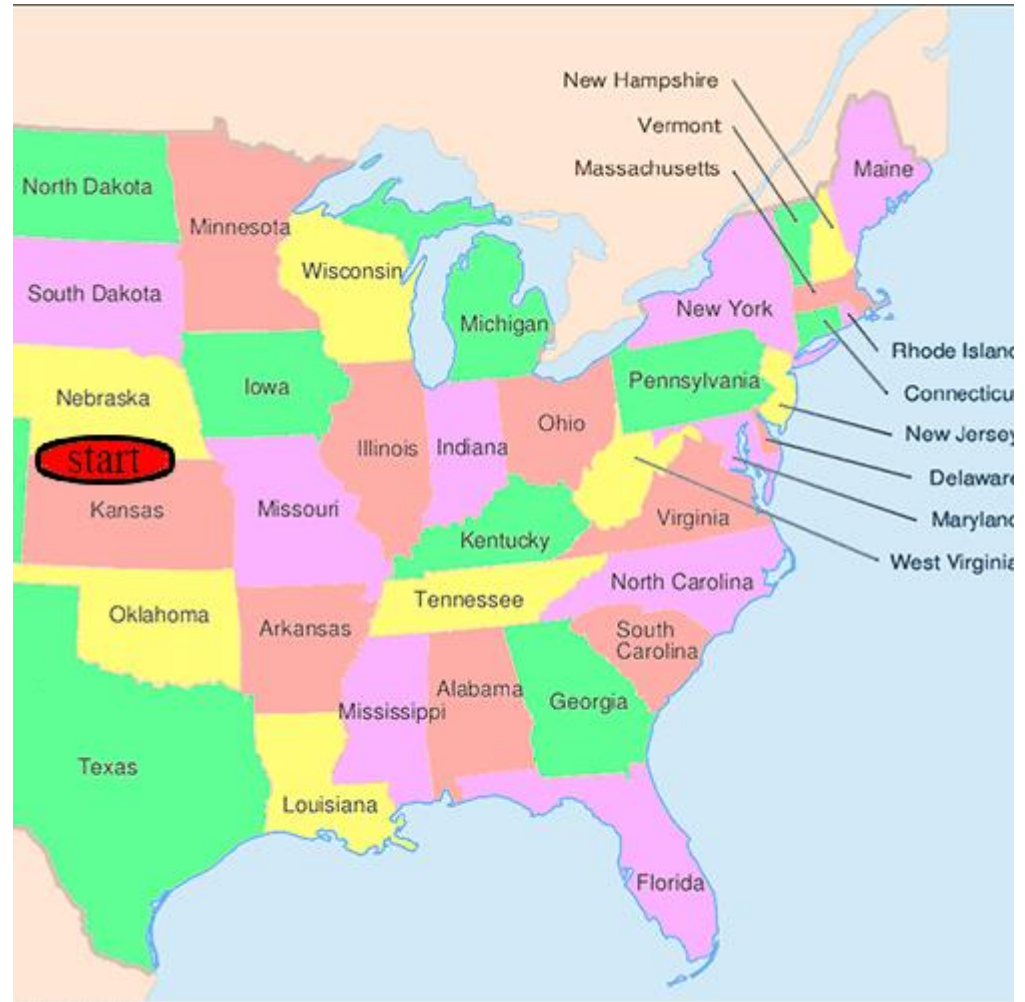 New Hampshire
Vermont
Massachusetts
Maine
North Dakota
Minnesota
Wisconsin
South Dakota
New York
Michigan
Rhode Island
Pennsylvania
Iowa
Nebraska
Connecticu
Ohio
New Jersey
Illinois
Indiana
start
Delaware
Kansas
Missouri
Virginia
Maryland
Kentucky
West Virginia
North Carolina
Tennessee
Oklahoma
Arkansas
South
Carolina
Alabama
Georgia
Mississippi
Texas
Louisiana
Florida